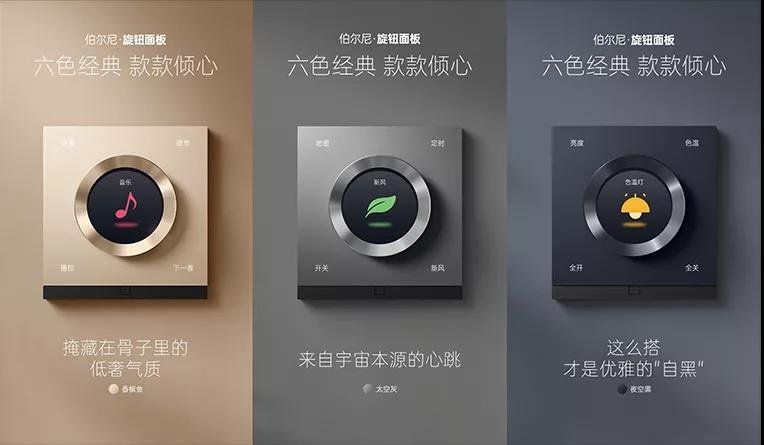 伯尔尼·旋钮面板
六色经典 款款倾心
音乐
下一首
掩藏在骨子里的
低奢气质
香槟金
伯尔尼·旋钮面板
六色经典 款款倾心
地暖
定时
新风
开关
新风
来自宇宙本源的心跳
太空灰
伯尔尼·旋钮面板
六色经典 款款倾心
亮度
色温
色温灯
全开
全关
这么搭
才是优雅的"自黑"
夜空黑